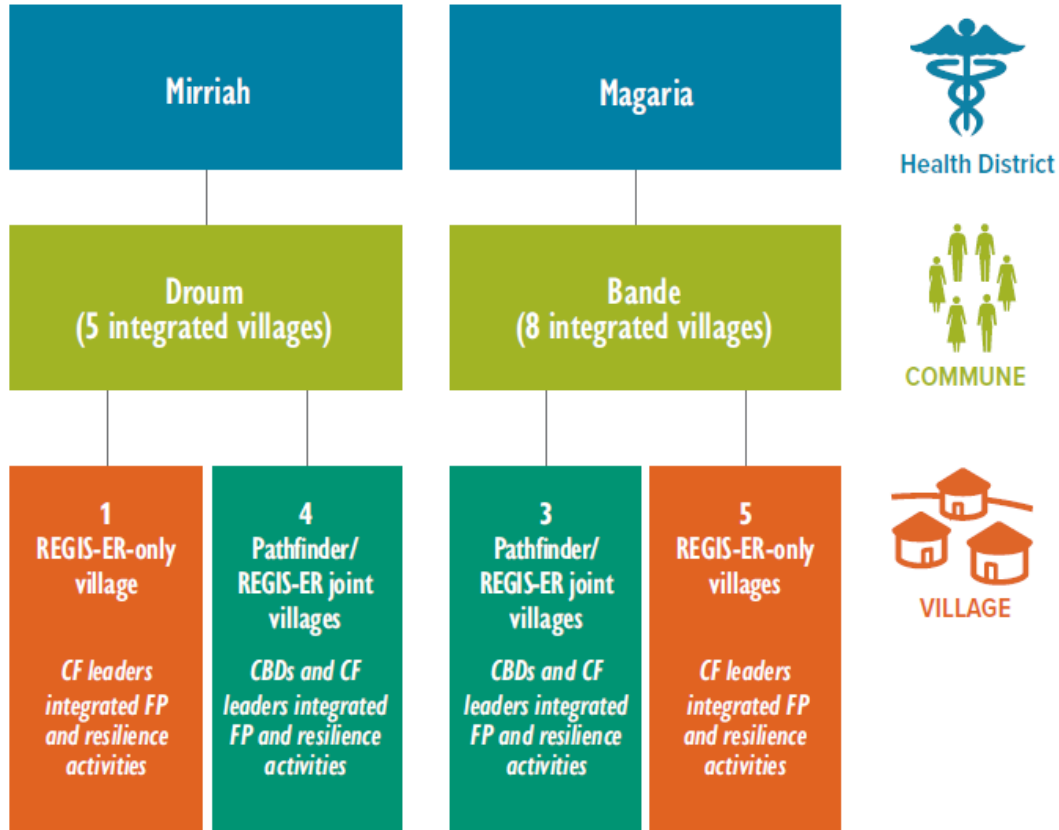 Mirriah
Magaria
Health District
Droum
(5 integrated villages)
Bande
(8 integrated villages)
COMMUNE
1
REGIS-ER-only
village
CF leaders
integrated FP
and resilience
activities
4
Pathfinder/
REGIS-ER joint
villages
CBDs and CF
leaders integrated
FP and resilience
activities
3
Pathfinder/
REGIS-ER joint
villages
CBDs and CF
leaders integrated
FP and resilience
activities
5
REGIS-ER-only
villages
CF leaders
integrated FP
and resilience
activities
VILLAGE